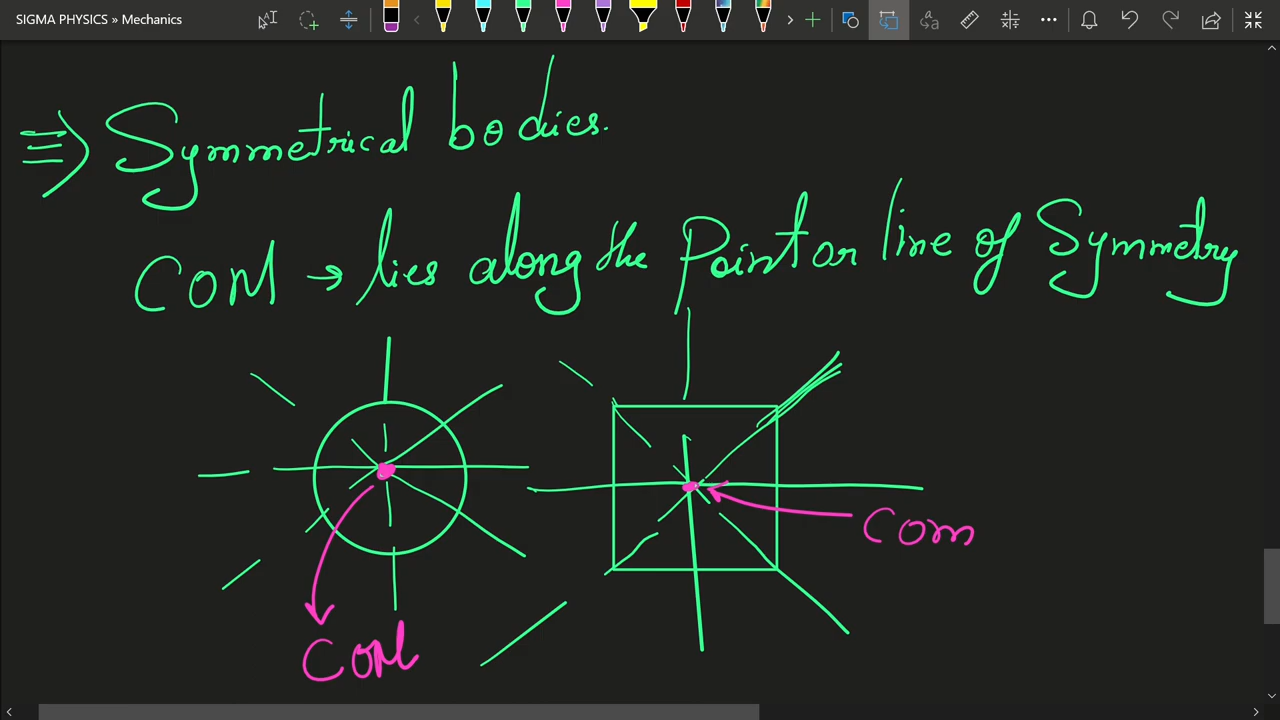 SIGMA PHYSICS » Mechanics
⇒ Symmetrical bodies.
COM → lies along the Point or line of Symmetry
COM
Com